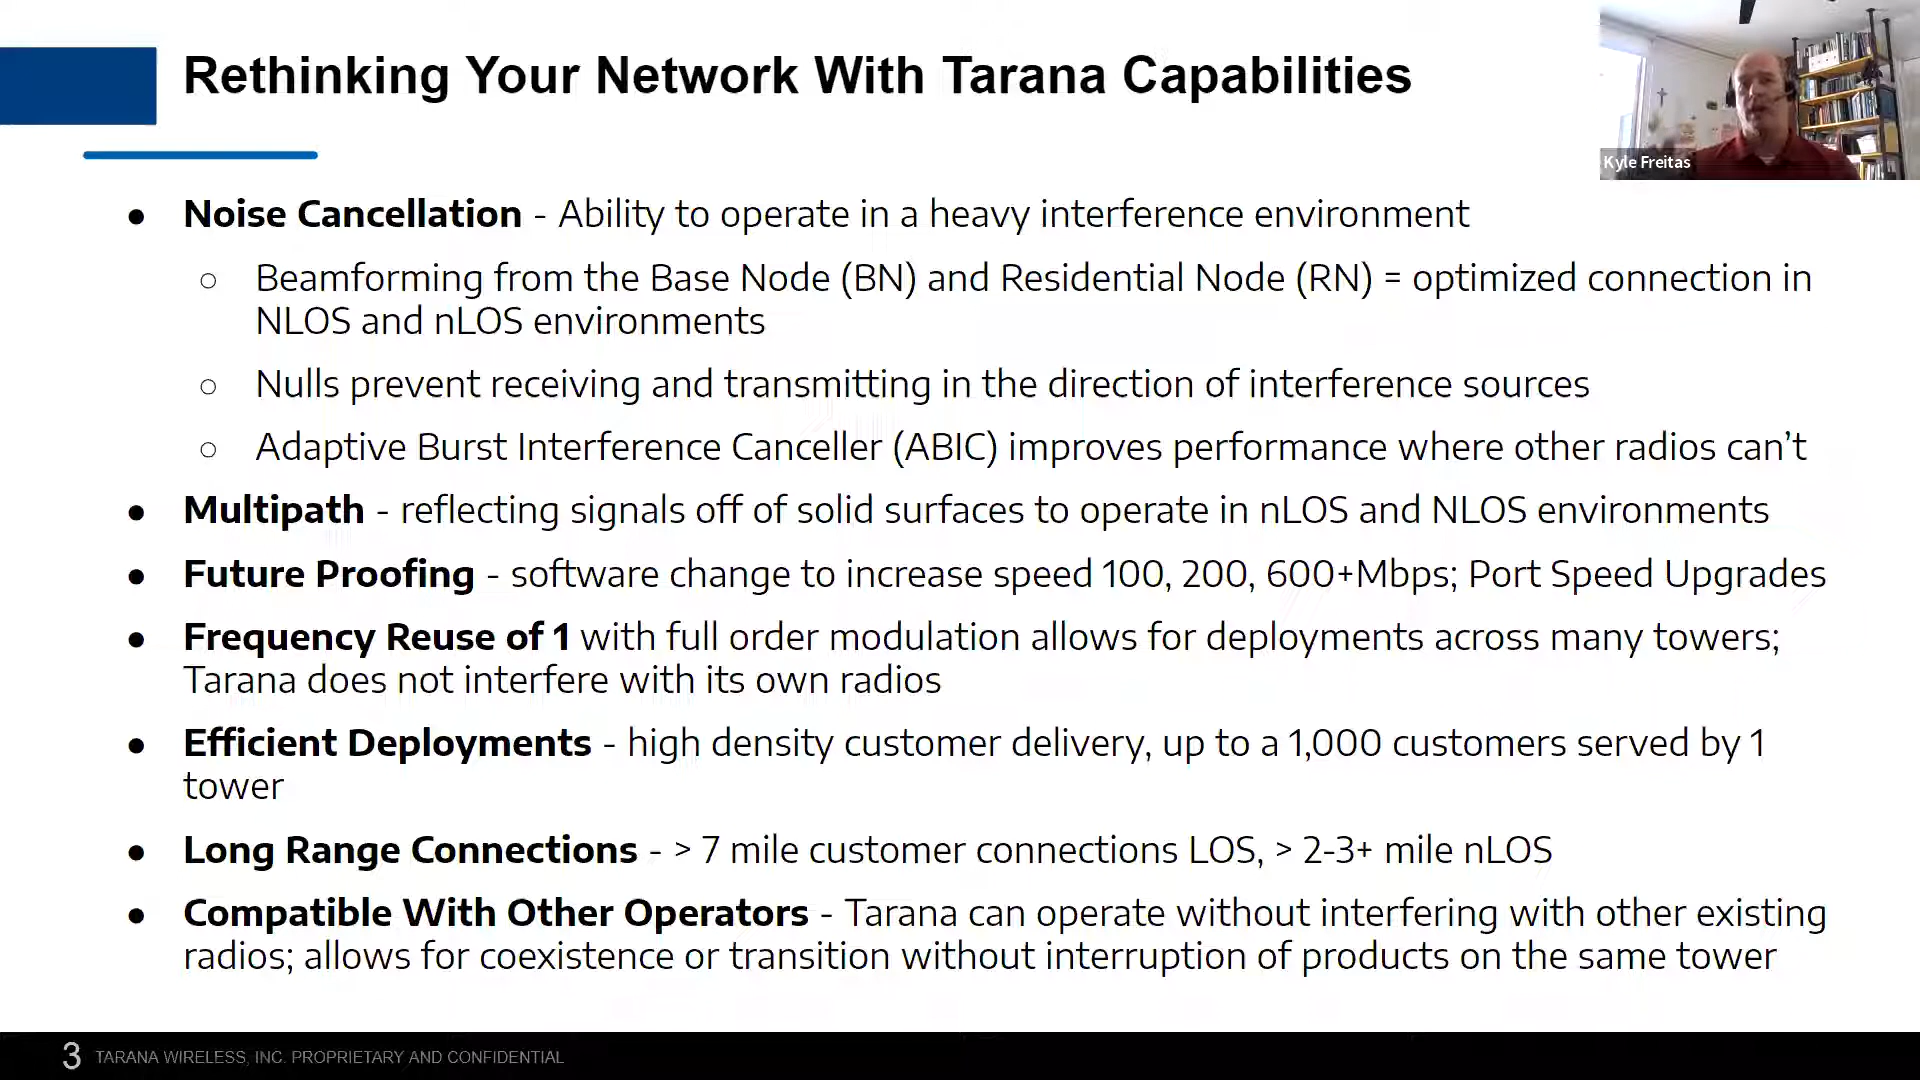 Rethinking Your Network With Tarana Capabilities
Kyle Freitas
● Noise Cancellation - Ability to operate in a heavy interference environment
○ Beamforming from the Base Node (BN) and Residential Node (RN) = optimized connection in
NLOS and nLOS environments
○ Nulls prevent receiving and transmitting in the direction of interference sources
○ Adaptive Burst Interference Canceller (ABIC) improves performance where other radios can’t
● Multipath - reflecting signals off of solid surfaces to operate in nLOS and NLOS environments
● Future Proofing - software change to increase speed 100, 200, 600+Mbps; Port Speed Upgrades
● Frequency Reuse of 1 with full order modulation allows for deployments across many towers;
Tarana does not interfere with its own radios
● Efficient Deployments - high density customer delivery, up to a 1,000 customers served by 1
tower
● Long Range Connections - > 7 mile customer connections LOS, > 2-3+ mile nLOS
● Compatible With Other Operators - Tarana can operate without interfering with other existing
radios; allows for coexistence or transition without interruption of products on the same tower
3 TARANA WIRELESS, INC. PROPRIETARY AND CONFIDENTIAL